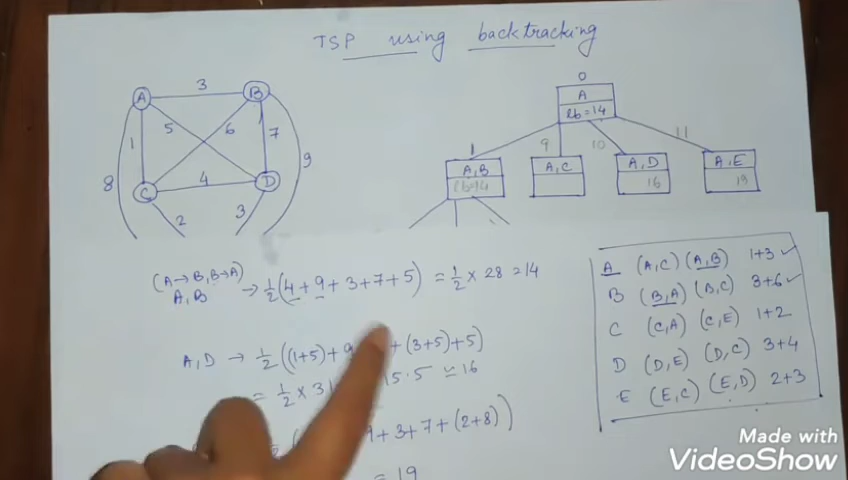 TSP using backtracking
A
B
C
D
3
5
6
7
1
4
9
8
2
3
0
A
lb=14
1
9
10
11
A,B
lb=14
A,C
A,D
16
A,E
19
(A→B,B→A)
A,B → 1/2(4+9+3+7+5) = 1/2 × 28 = 14
A,D → 1/2((1+5)+9 + (3+5)+5)
= 1/2 × 31 15.5 ≃ 16
+3+7+(2+8))
= 19
A (A,C) (A,B) 1+3 ✓
B (B,A) (B,C) 3+6 ✓
C (C,A) (C,E) 1+2
D (D,E) (D,C) 3+4
E (E,C) (E,D) 2+3
Made with
VideoShow